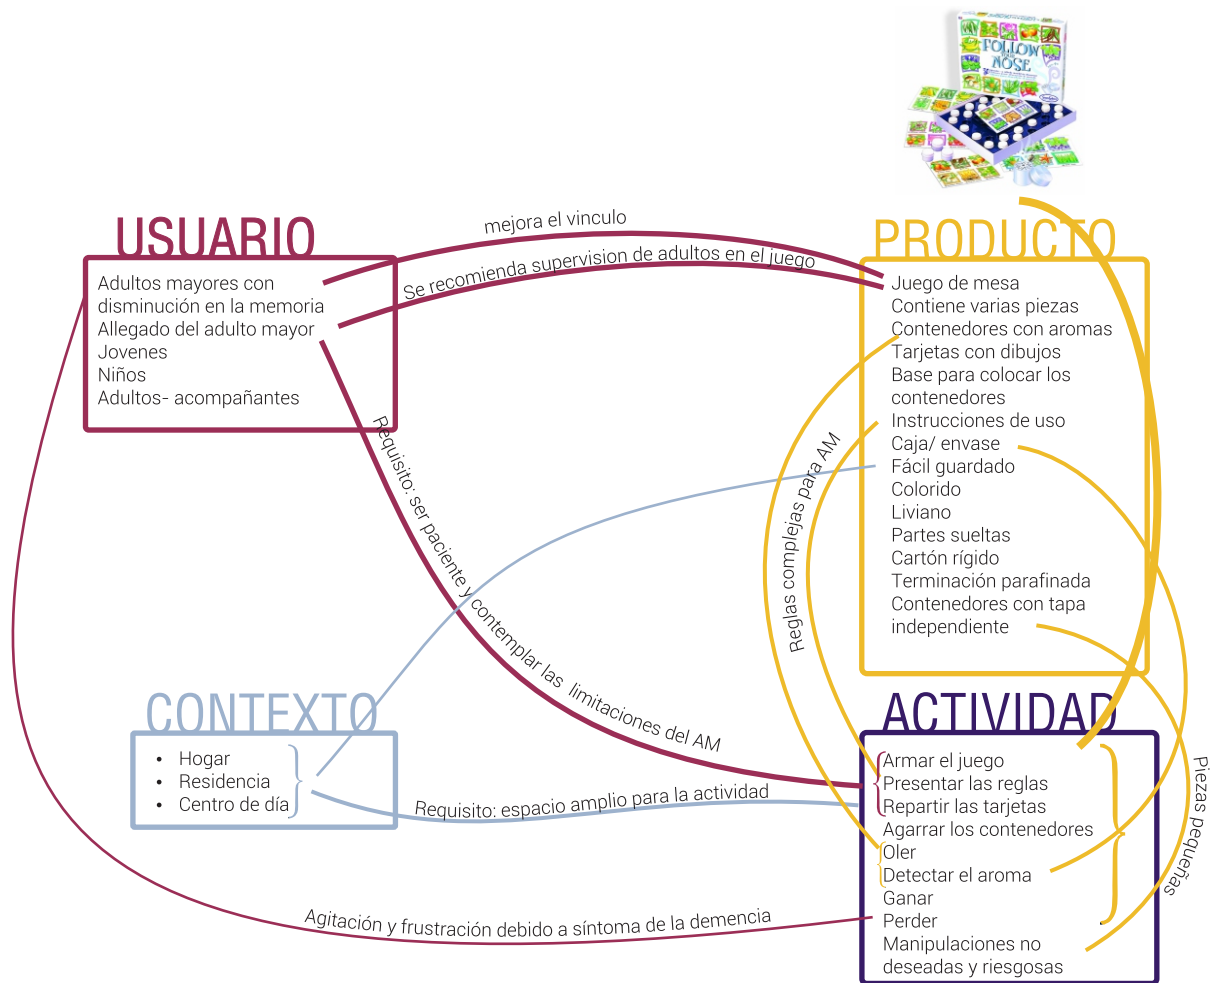 FOLLOW
NOSE
USUARIO
Adultos mayores con
disminución en la memoria
Allegado del adulto mayor
Jovenes
Niños
Adultos- acompañantes
mejora el vinculo
Se recomienda supervision de adultos en el juego
PRODUCTO
Juego de mesa
Contiene varias piezas
Contenedores con aromas
Tarjetas con dibujos
Base para colocar los
contenedores
Instrucciones de uso
Caja/ envase
Fácil guardado
Colorido
Liviano
Partes sueltas
Cartón rígido
Terminación parafinada
Contenedores con tapa
independiente
Requisito: ser paciente y contemplar las limitaciones del AM
Reglas complejas para AM
CONTEXTO
• Hogar
• Residencia
• Centro de día
Requisito: espacio amplio para la actividad
ACTIVIDAD
Armar el juego
Presentar las reglas
Repartir las tarjetas
Agarrar los contenedores
Oler
Detectar el aroma
Ganar
Perder
Manipulaciones no
deseadas y riesgosas
Piezas pequeñas
Agitación y frustración debido a síntoma de la demencia